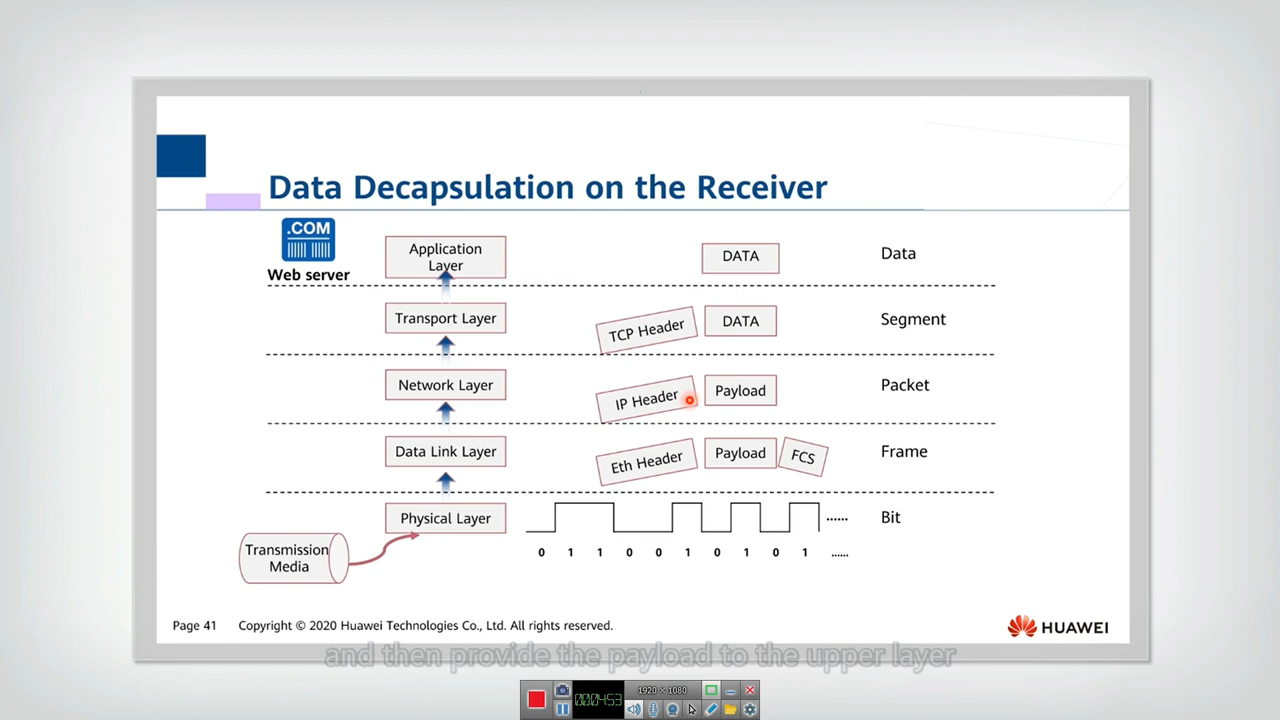 Data Decapsulation on the Receiver
.COM
Web server
Application
Layer
DATA
Data
Transport Layer
TCP Header
DATA
Segment
Network Layer
IP Header
Payload
Packet
Data Link Layer
Eth Header
Payload
FCS
Frame
Physical Layer
......
Bit
Transmission
Media
0 1 1 0 0 1 0 1 0 1 ......
Page 41
Copyright © 2020 Huawei Technologies Co., Ltd. All rights reserved.
HUAWEI
and then provide the payload to the upper layer
000453
1920 × 1080